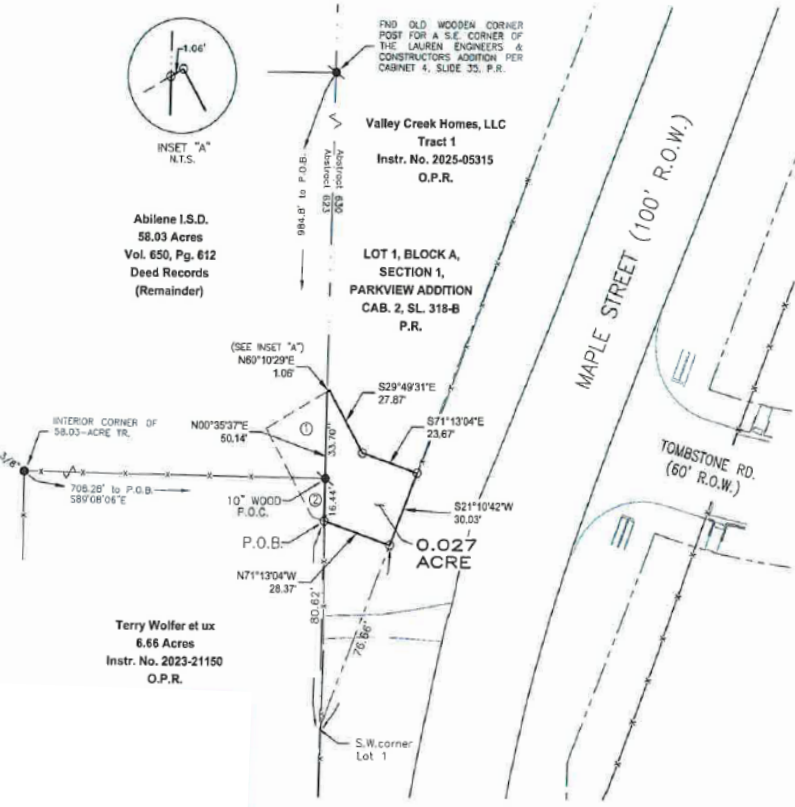 FND OLD WOODEN CORNER
POST FOR A S.E. CORNER OF
THE LAUREN ENGINEERS &
CONSTRUCTORS ADDITION PER
CABINET 4, SLIDE 35, P.R.
1.06'
INSET "A"
N.T.S.
Valley Creek Homes, LLC
Tract 1
Instr. No. 2025-05315
O.P.R.
984.8' to P.O.B.
Abstract 630
Abstract 623
Abilene I.S.D.
58.03 Acres
Vol. 650, Pg. 612
Deed Records
(Remainder)
LOT 1, BLOCK A,
SECTION 1,
PARKVIEW ADDITION
CAB. 2, SL. 318-B
P.R.
MAPLE STREET (100' R.O.W.)
(SEE INSET "A")
N60°10'29"E
1.06'
S29°49'31"E
27.87'
S71°13'04"E
23.67'
INTERIOR CORNER OF
58.03-ACRE TR.
N00°35'37"E
50.14'
1
33.70'
3/8"
708.28' to P.O.B.
S89°08'06"E
10" WOOD
P.O.C.
2
16.44'
S21°10'42"W
30.03'
TOMBSTONE RD.
(60' R.O.W.)
P.O.B.
0.027
ACRE
N71°13'04"W
28.37'
80.62'
76.66'
Terry Wolfer et ux
6.66 Acres
Instr. No. 2023-21150
O.P.R.
S.W.corner
Lot 1